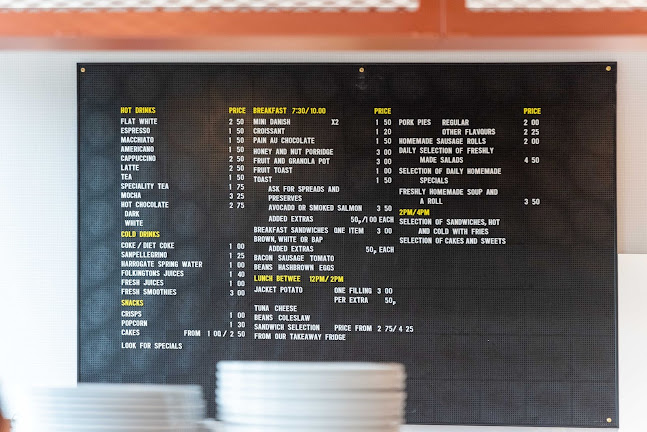 HOT DRINKS PRICE
FLAT WHITE 2 50
ESPRESSO 1 50
MACCHIATO 1 50
AMERICANO 1 50
CAPPUCCINO 2 50
LATTE 2 50
TEA 1 50
SPECIALITY TEA 1 75
MOCHA 3 25
HOT CHOCOLATE 2 75
DARK
WHITE
COLD DRINKS
COKE / DIET COKE 1 00
SANPELLEGRINO 1 25
HARROGATE SPRING WATER 1 00
FOLKINGTONS JUICES 1 40
FRESH JUICES 1 00
FRESH SMOOTHIES 3 00
SNACKS
CRISPS 1 00
POPCORN 1 30
CAKES FROM 1 00 / 2 50
LOOK FOR SPECIALS
BREAKFAST 7:30/10.00 PRICE
MINI DANISH X2 1 50
CROISSANT 1 20
PAIN AU CHOCOLATE 1 50
HONEY AND NUT PORRIDGE 3 00
FRUIT AND GRANOLA POT 3 00
FRUIT TOAST 1 00
TOAST 1 50
ASK FOR SPREADS AND
PRESERVES
AVOCADO OR SMOKED SALMON 3 50
ADDED EXTRAS 50,/1 00 EACH
BREAKFAST SANDWICHES ONE ITEM 3 00
BROWN, WHITE OR BAP
ADDED EXTRAS 50, EACH
BACON SAUSAGE TOMATO
BEANS HASHBROWN EGGS
LUNCH BETWEE 12PM/2PM
JACKET POTATO ONE FILLING 3 00
PER EXTRA 50,
TUNA CHEESE
BEANS COLESLAW
SANDWICH SELECTION PRICE FROM 2 75/4 25
FROM OUR TAKEAWAY FRIDGE
PRICE
PORK PIES REGULAR 2 00
OTHER FLAVOURS 2 25
HOMEMADE SAUSAGE ROLLS 2 00
DAILY SELECTION OF FRESHLY
MADE SALADS 4 50
SELECTION OF DAILY HOMEMADE
SPECIALS
FRESHLY HOMEMADE SOUP AND
A ROLL 3 50
2PM/4PM
SELECTION OF SANDWICHES, HOT
AND COLD WITH FRIES
SELECTION OF CAKES AND SWEETS